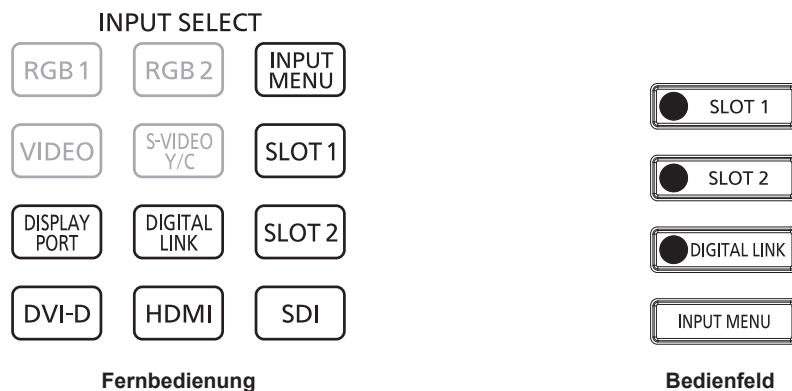 INPUT SELECT
RGB 1
RGB 2
INPUT
MENU
VIDEO
S-VIDEO
Y/C
SLOT 1
DISPLAY
PORT
DIGITAL
LINK
SLOT 2
DVI-D
HDMI
SDI
Fernbedienung
SLOT 1
SLOT 2
DIGITAL LINK
INPUT MENU
Bedienfeld